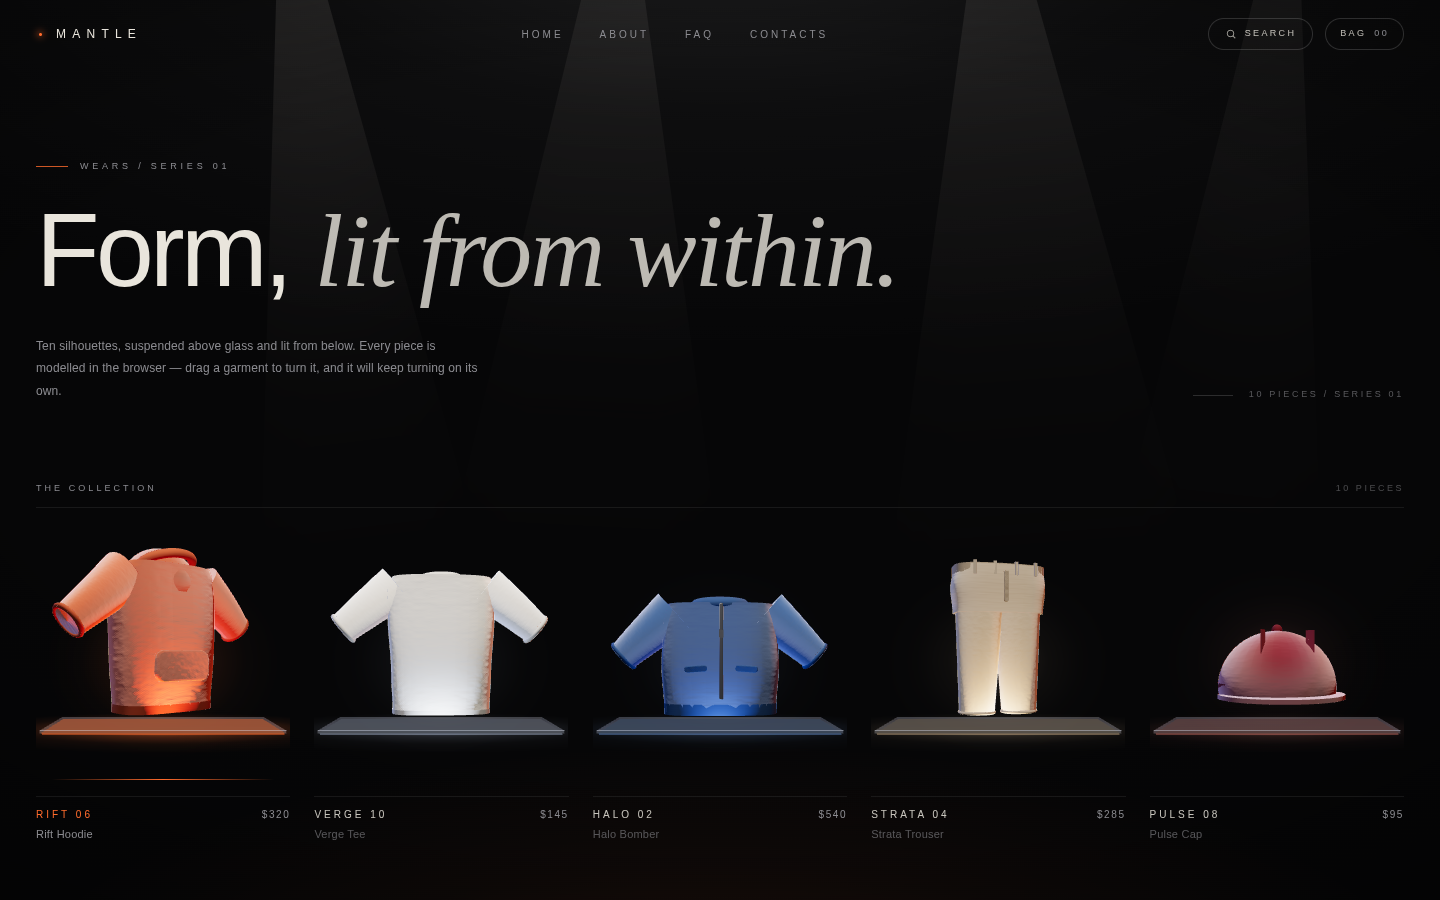 MANTLE
HOME ABOUT FAQ CONTACTS
SEARCH
BAG 00
WEARS / SERIES 01
Form, lit from within.
Ten silhouettes, suspended above glass and lit from below. Every piece is
modelled in the browser — drag a garment to turn it, and it will keep turning on its
own.
10 PIECES / SERIES 01
THE COLLECTION
10 PIECES
RIFT 06 $320
Rift Hoodie
VERGE 10 $145
Verge Tee
HALO 02 $540
Halo Bomber
STRATA 04 $285
Strata Trouser
PULSE 08 $95
Pulse Cap